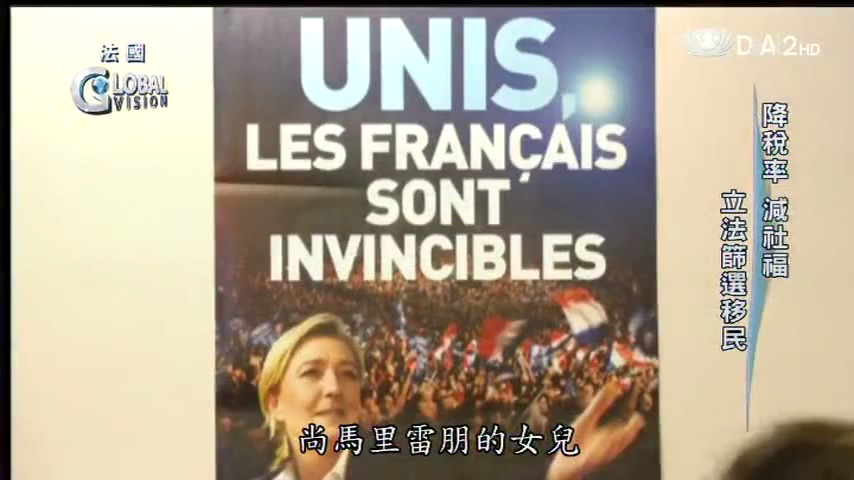 法國
GLOBAL
VISION
DA2HD
UNIS,
LES FRANÇAIS
SONT
INVINCIBLES
降稅率 減社福
立法篩選移民
尚馬里雷朋的女兒